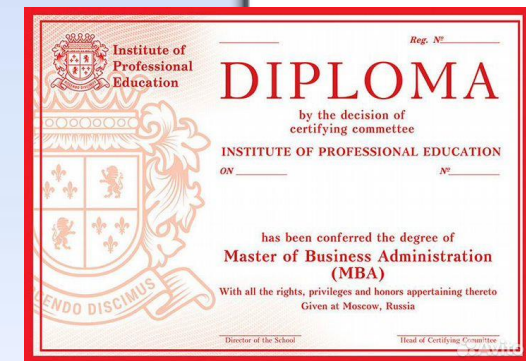 Institute of
Professional
Education
Reg. Nº
DIPLOMA
by the decision of
certifying committee
INSTITUTE OF PROFESSIONAL EDUCATION
ON
Nº
has been conferred the degree of
Master of Business Administration
(MBA)
With all the rights, privileges and honors appertaining thereto
Given at Moscow, Russia
ENDO DISCIMUS
Director of the School
Head of Certifying Committee
Avito